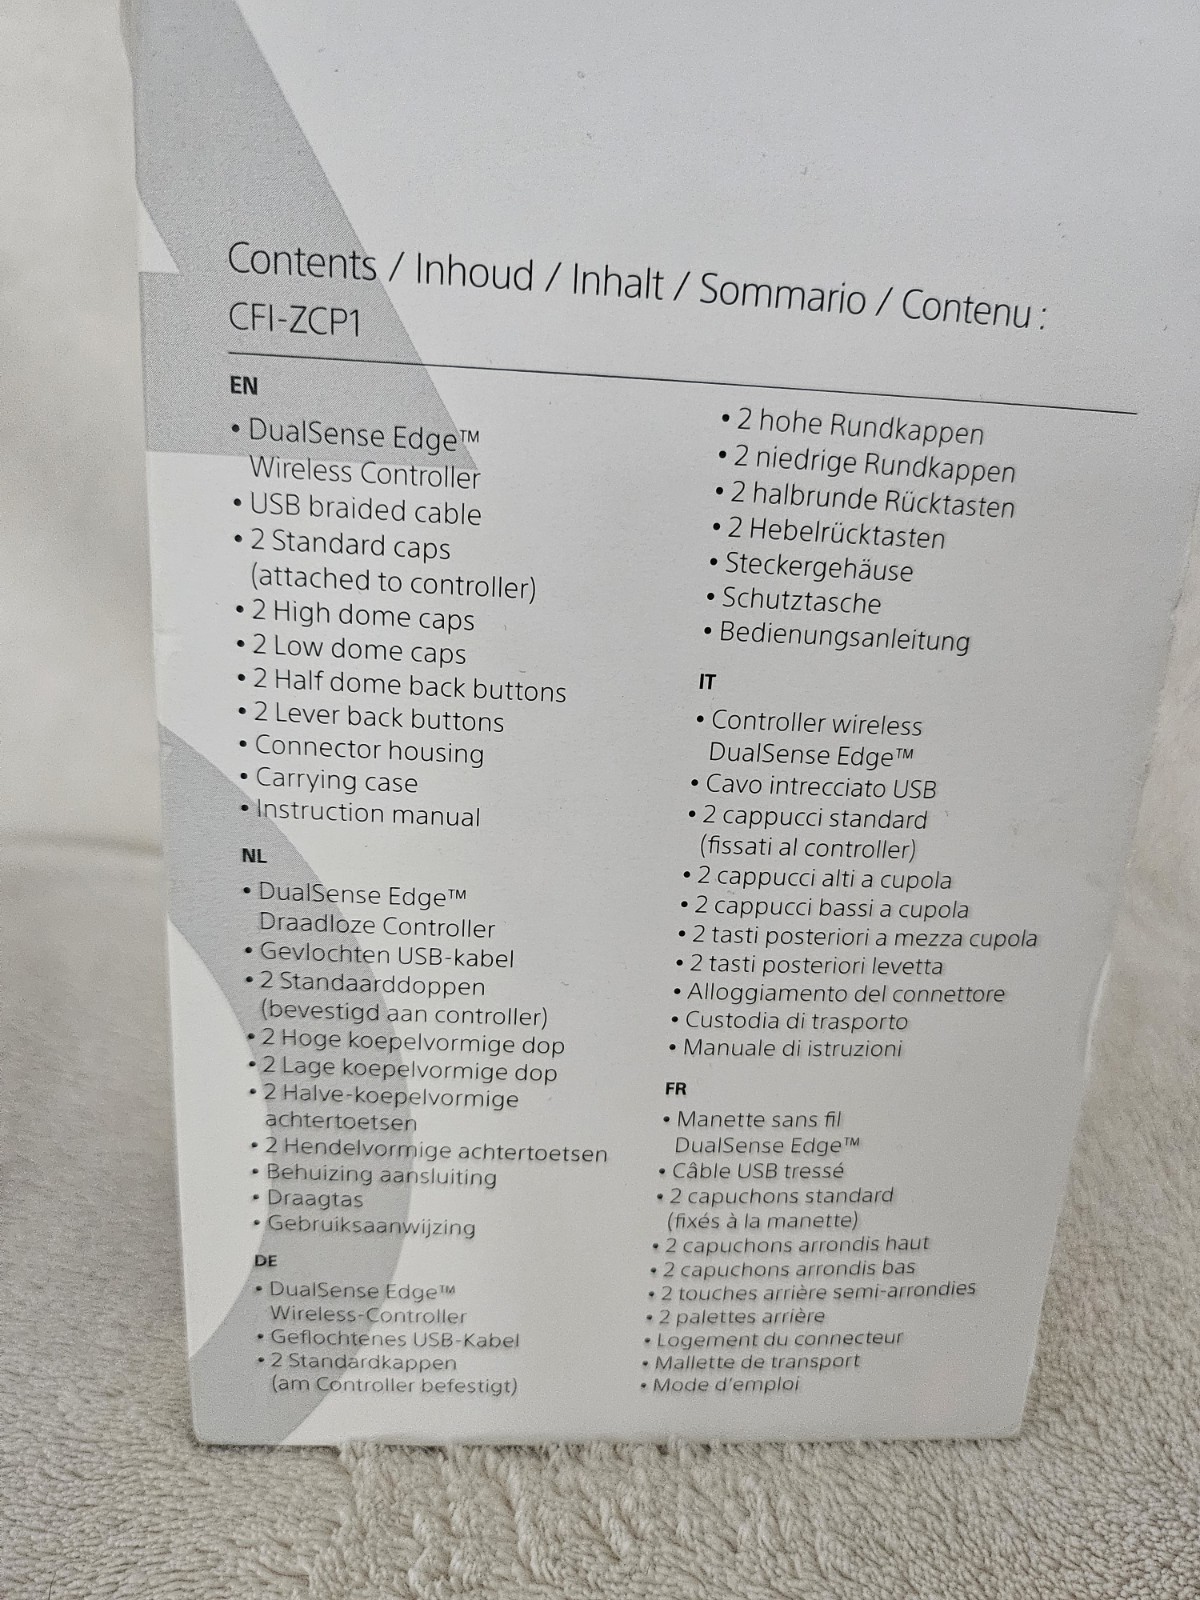 Contents / Inhoud / Inhalt / Sommario / Contenu :
CFI-ZCP1
EN
• DualSense Edge™
Wireless Controller
• USB braided cable
• 2 Standard caps
(attached to controller)
• 2 High dome caps
• 2 Low dome caps
• 2 Half dome back buttons
• 2 Lever back buttons
• Connector housing
• Carrying case
• Instruction manual
NL
• DualSense Edge™
Draadloze Controller
• Gevlochten USB-kabel
• 2 Standaarddoppen
(bevestigd aan controller)
• 2 Hoge koepelvormige dop
• 2 Lage koepelvormige dop
• 2 Halve-koepelvormige
achtertoetsen
• 2 Hendelvormige achtertoetsen
• Behuizing aansluiting
• Draagtas
• Gebruiksaanwijzing
DE
• DualSense Edge™
Wireless-Controller
• Geflochtenes USB-Kabel
• 2 Standardkappen
(am Controller befestigt)
• 2 hohe Rundkappen
• 2 niedrige Rundkappen
• 2 halbrunde Rücktasten
• 2 Hebelrücktasten
• Steckergehäuse
• Schutztasche
• Bedienungsanleitung
IT
• Controller wireless
DualSense Edge™
• Cavo intrecciato USB
• 2 cappucci standard
(fissati al controller)
• 2 cappucci alti a cupola
• 2 cappucci bassi a cupola
• 2 tasti posteriori a mezza cupola
• 2 tasti posteriori levetta
• Alloggiamento del connettore
• Custodia di trasporto
• Manuale di istruzioni
FR
• Manette sans fil
DualSense Edge™
• Câble USB tressé
• 2 capuchons standard
(fixés à la manette)
• 2 capuchons arrondis haut
• 2 capuchons arrondis bas
• 2 touches arrière semi-arrondies
• 2 palettes arrière
• Logement du connecteur
• Mallette de transport
• Mode d'emploi